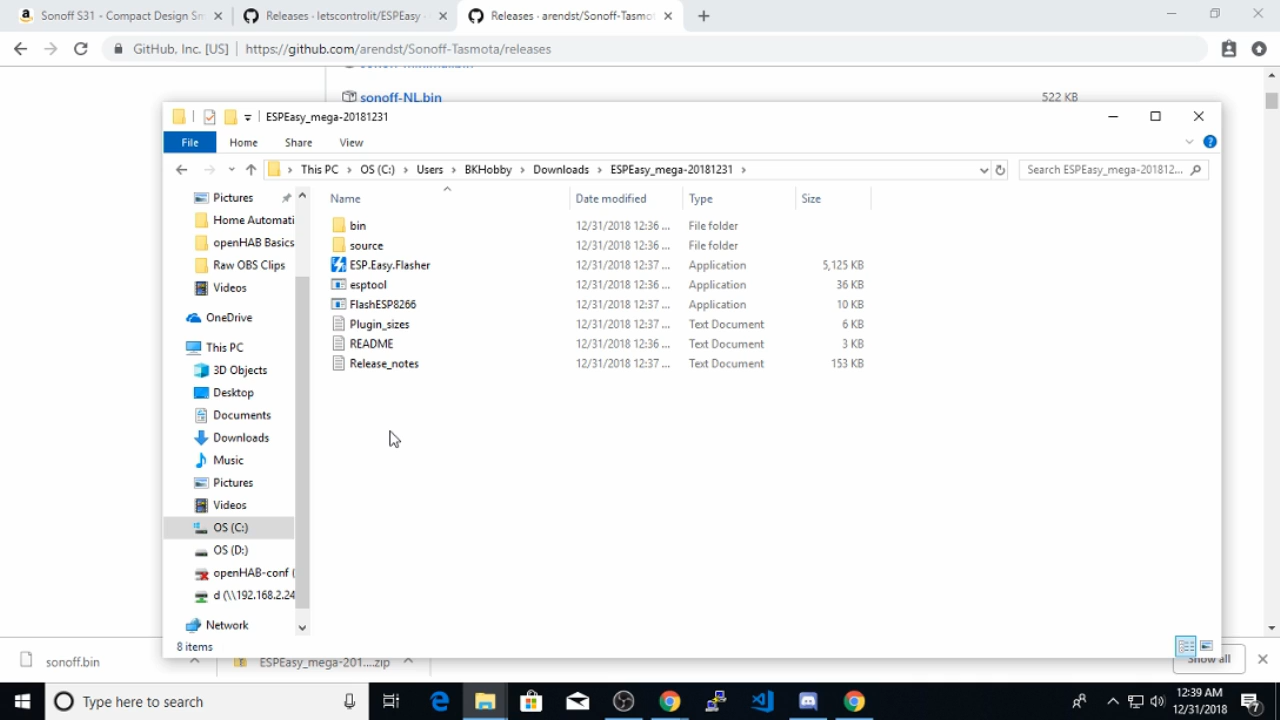 Sonoff S31 - Compact Design Sm
Releases · letscontrolit/ESPEasy ·
Releases · arendst/Sonoff-Tasmot
GitHub, Inc. [US] | https://github.com/arendst/Sonoff-Tasmota/releases
sonoff-minimal.bin
sonoff-NL.bin 522 KB
ESPEasy_mega-20181231
File Home Share View
This PC > OS (C:) > Users > BKHobby > Downloads > ESPEasy_mega-20181231 >
Search ESPEasy_mega-201812...
Name Date modified Type Size
Pictures
Home Automati
openHAB Basics
Raw OBS Clips
Videos
OneDrive
This PC
3D Objects
Desktop
Documents
Downloads
Music
Pictures
Videos
OS (C:)
OS (D:)
openHAB-conf (
d (\\192.168.2.24
Network
bin 12/31/2018 12:36 ... File folder
source 12/31/2018 12:36 ... File folder
ESP.Easy.Flasher 12/31/2018 12:37 ... Application 5,125 KB
esptool 12/31/2018 12:36 ... Application 36 KB
FlashESP8266 12/31/2018 12:37 ... Application 10 KB
Plugin_sizes 12/31/2018 12:37 ... Text Document 6 KB
README 12/31/2018 12:36 ... Text Document 3 KB
Release_notes 12/31/2018 12:37 ... Text Document 153 KB
8 items
sonoff.bin
ESPEasy_mega-201....zip
Show all
Type here to search
12:39 AM
12/31/2018
7